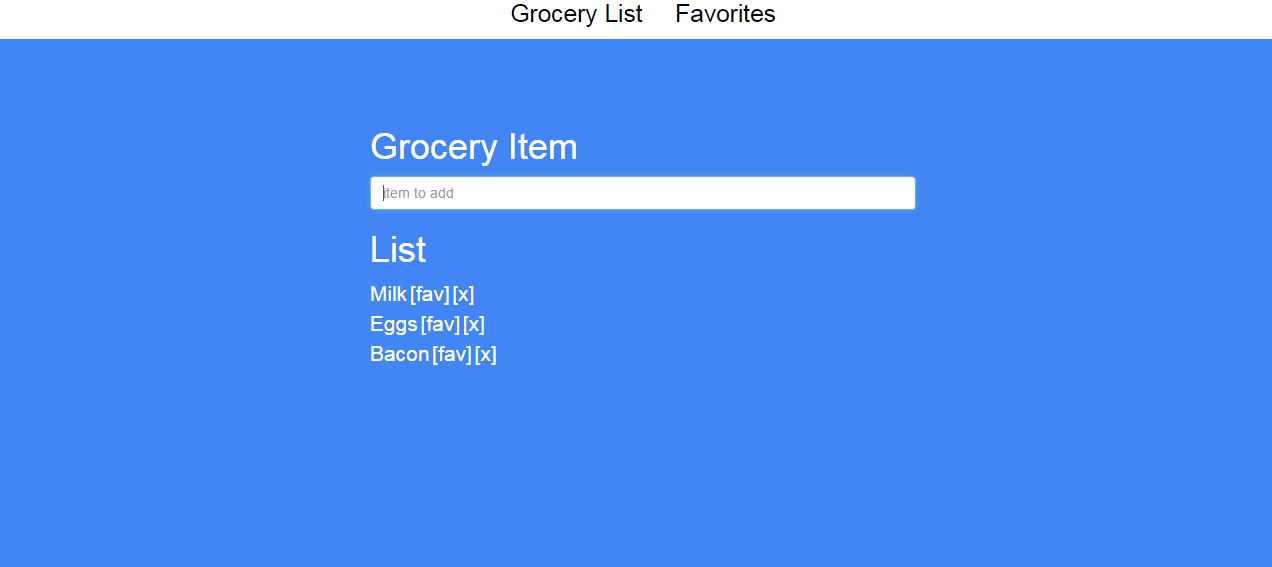 Grocery List Favorites
Grocery Item
item to add
List
Milk [fav] [x]
Eggs [fav] [x]
Bacon [fav] [x]